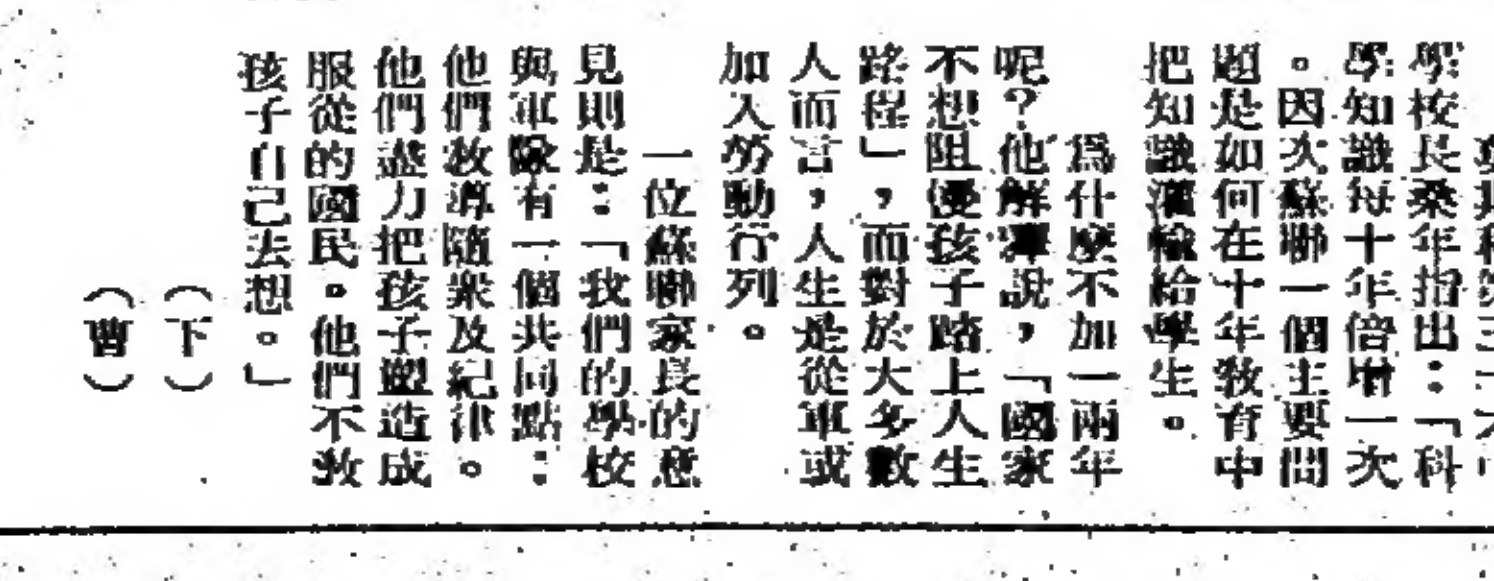 學校長桑年指出：「科
學知識每十年倍增一次
。因次蘇聯一個主要問
題是如何在十年敎育中
把知識灌輸給學生。
為什麼不加一兩年
呢？他解釋說，「國家
不想阻優孩子踏上人生
路程」，而對於大多數
人而言，人生是從軍或
加入勞動行列。
一位蘇聯家長的意
見則是：「我們的學校
與軍隊有一個共同點：
他們敎導隨衆及紀律。
他們盡力把孩子塑造成
服從的國民。他們不敎
孩子自己去想。」
（下）
（曹）